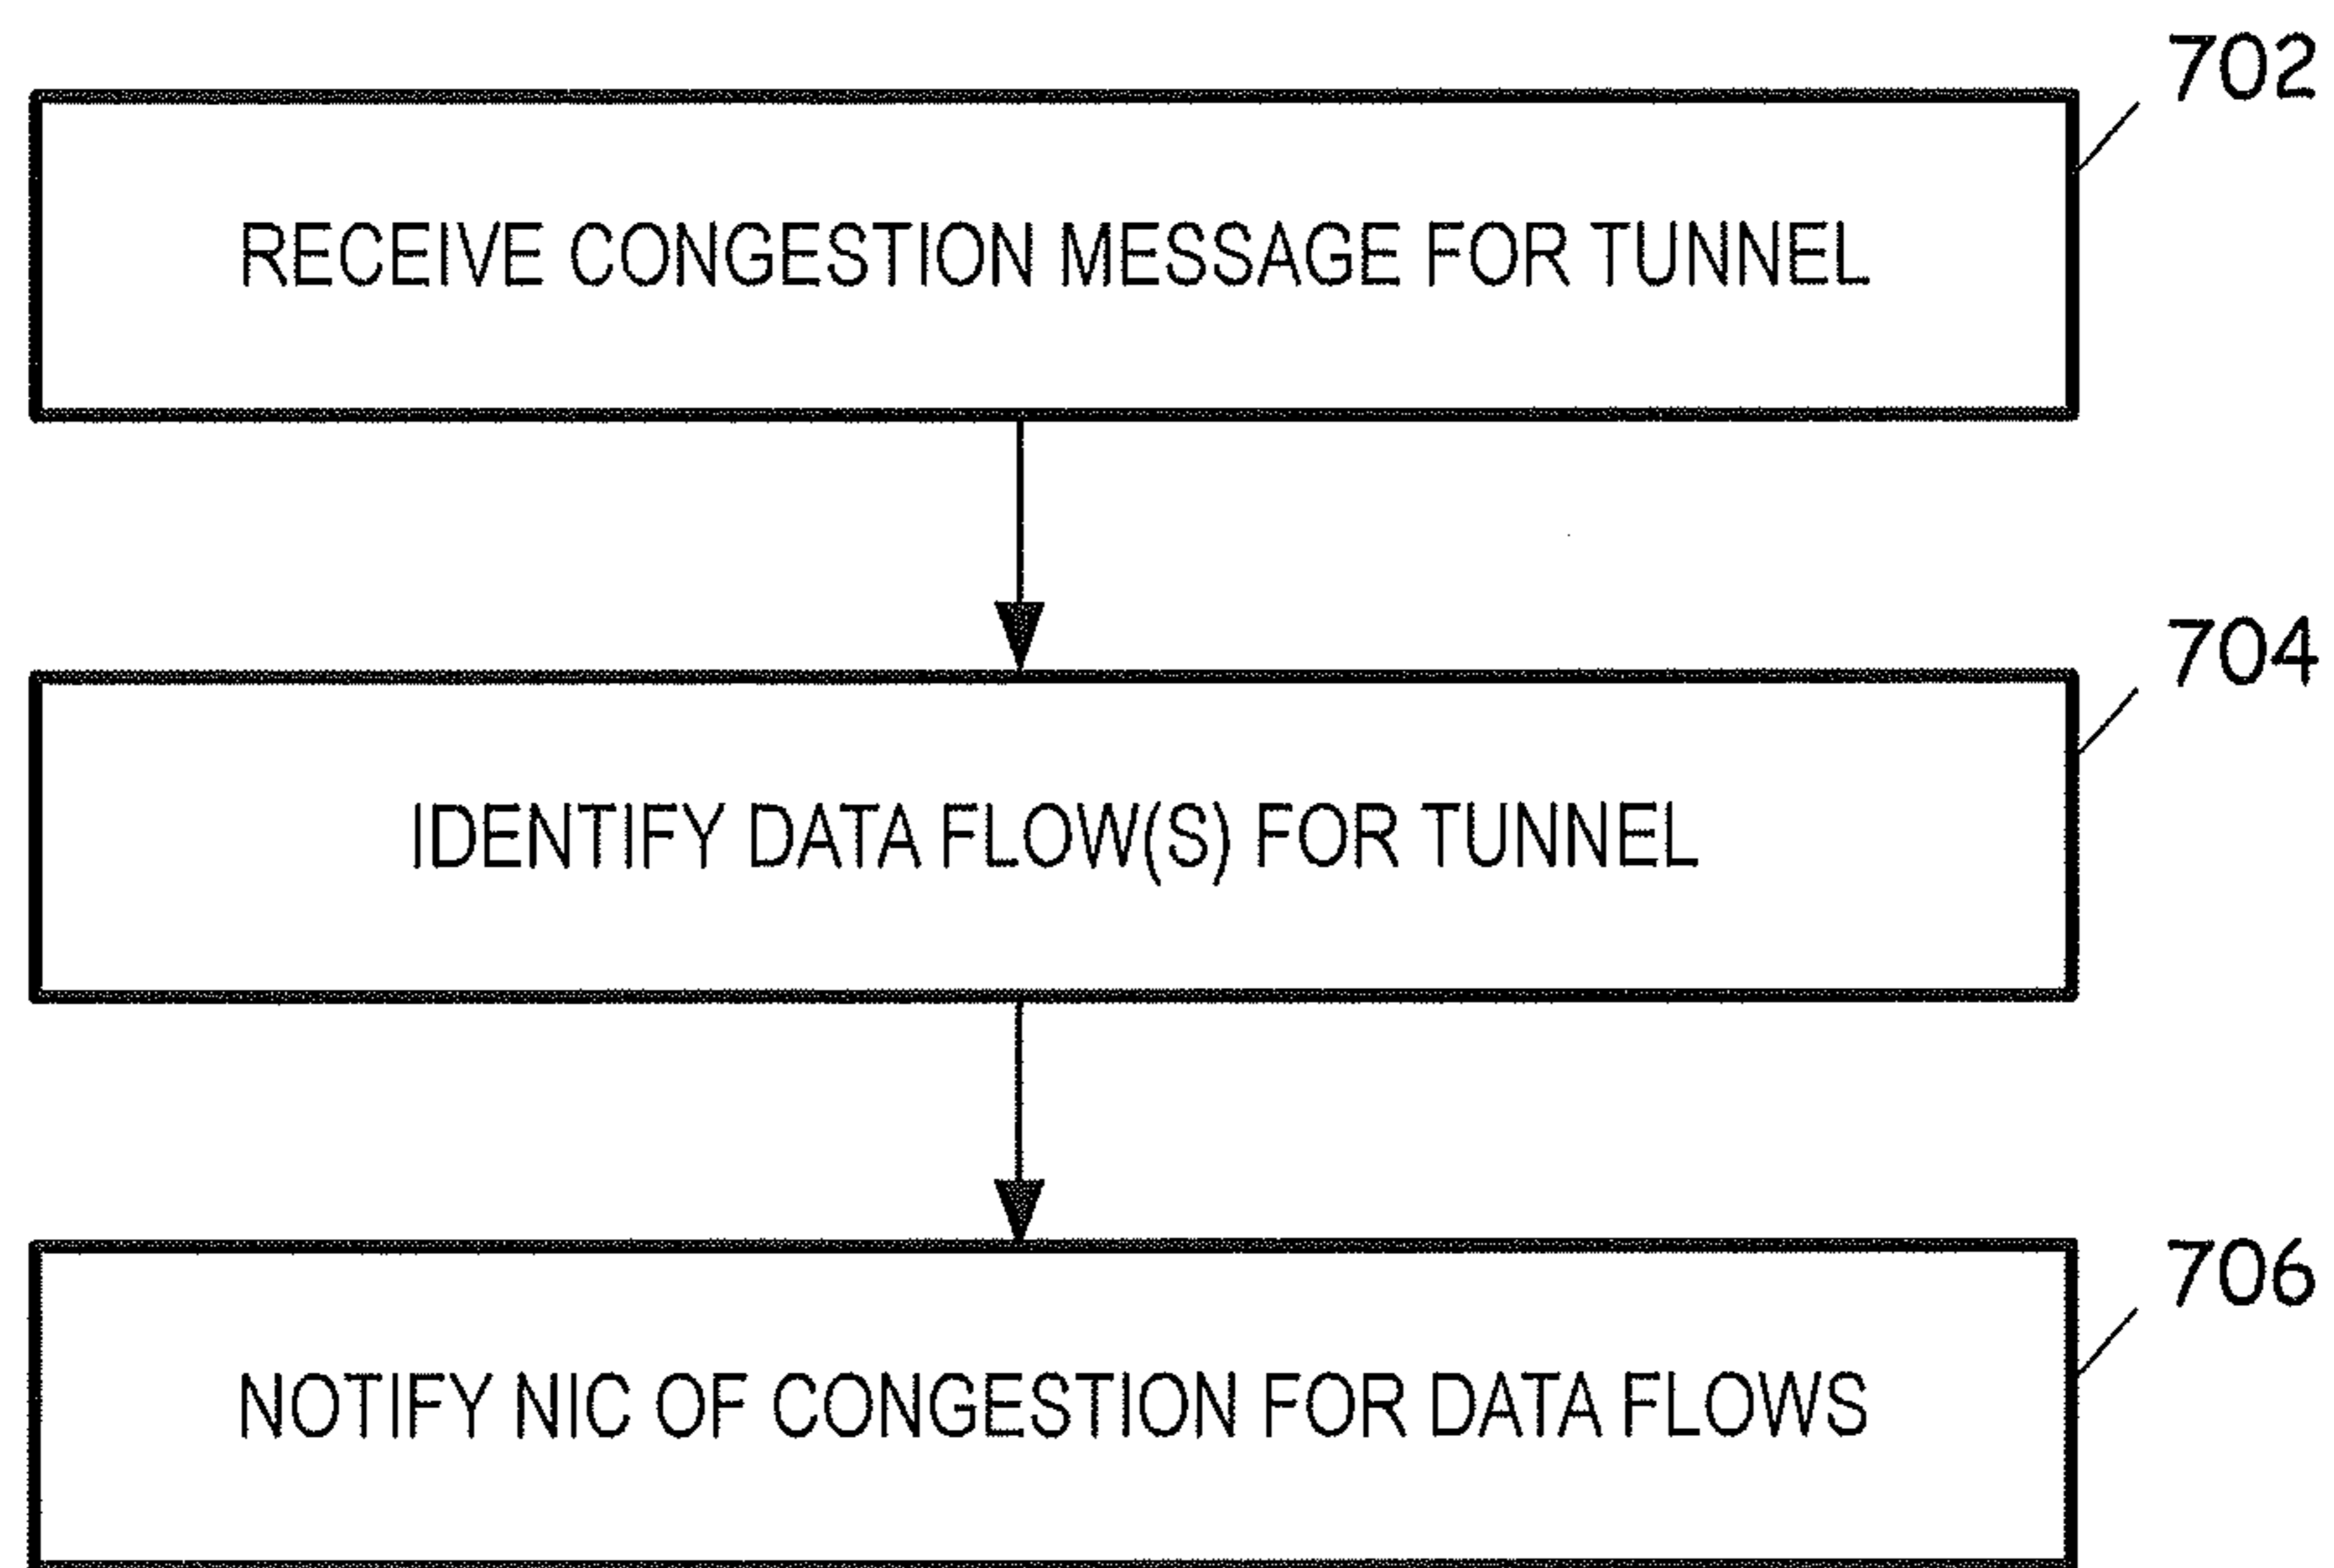 702
RECEIVE CONGESTION MESSAGE FOR TUNNEL
704
IDENTIFY DATA FLOW(S) FOR TUNNEL
706
NOTIFY NIC OF CONGESTION FOR DATA FLOWS